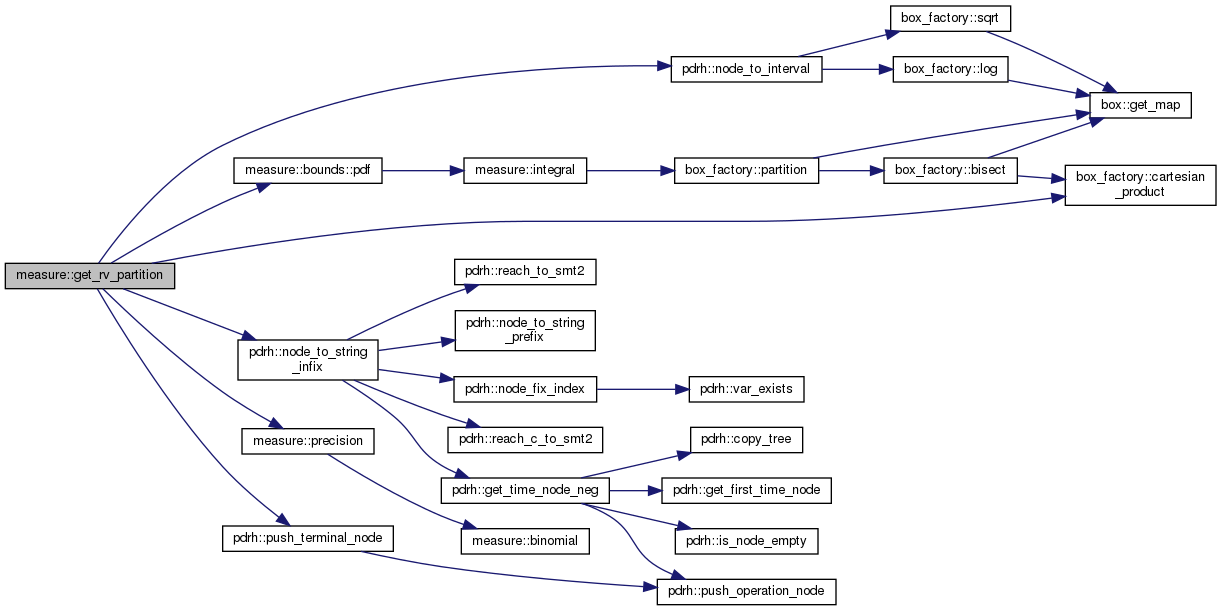 box_factory::sqrt
pdrh::node_to_interval
box_factory::log
box::get_map
measure::bounds::pdf
measure::integral
box_factory::partition
box_factory::bisect
box_factory::cartesian
_product
measure::get_rv_partition
pdrh::reach_to_smt2
pdrh::node_to_string
_prefix
pdrh::node_to_string
_infix
pdrh::node_fix_index
pdrh::var_exists
measure::precision
pdrh::reach_c_to_smt2
pdrh::copy_tree
pdrh::get_time_node_neg
pdrh::get_first_time_node
pdrh::push_terminal_node
measure::binomial
pdrh::is_node_empty
pdrh::push_operation_node